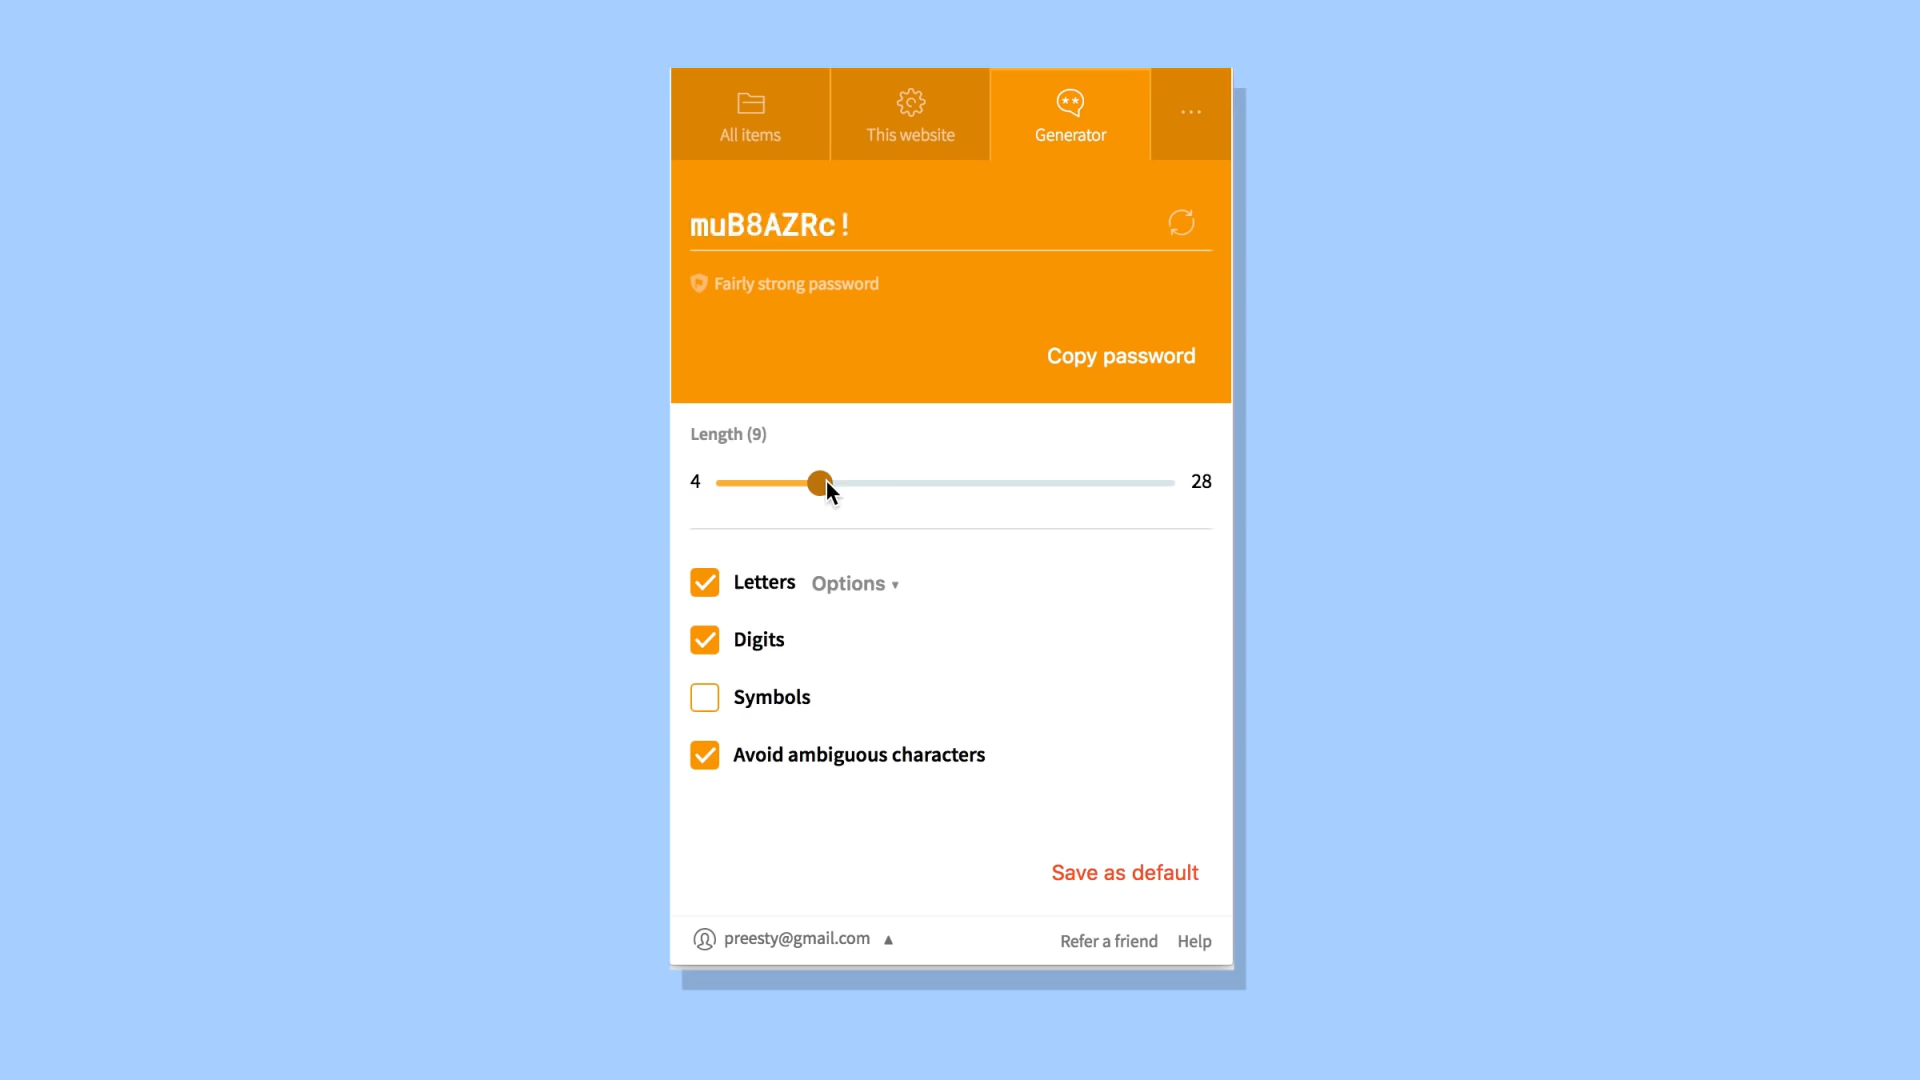 All items
This website
Generator
...
muB8AZRc!
Fairly strong password
Copy password
Length (9)
4
28
Letters Options
Digits
Symbols
Avoid ambiguous characters
Save as default
preesty@gmail.com
Refer a friend
Help